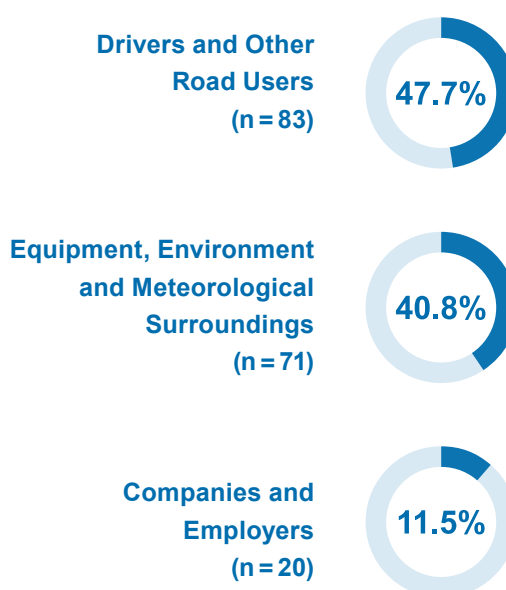 Drivers and Other
Road Users
(n = 83)
47.7%
Equipment, Environment
and Meteorological
Surroundings
(n = 71)
40.8%
Companies and
Employers
(n = 20)
11.5%